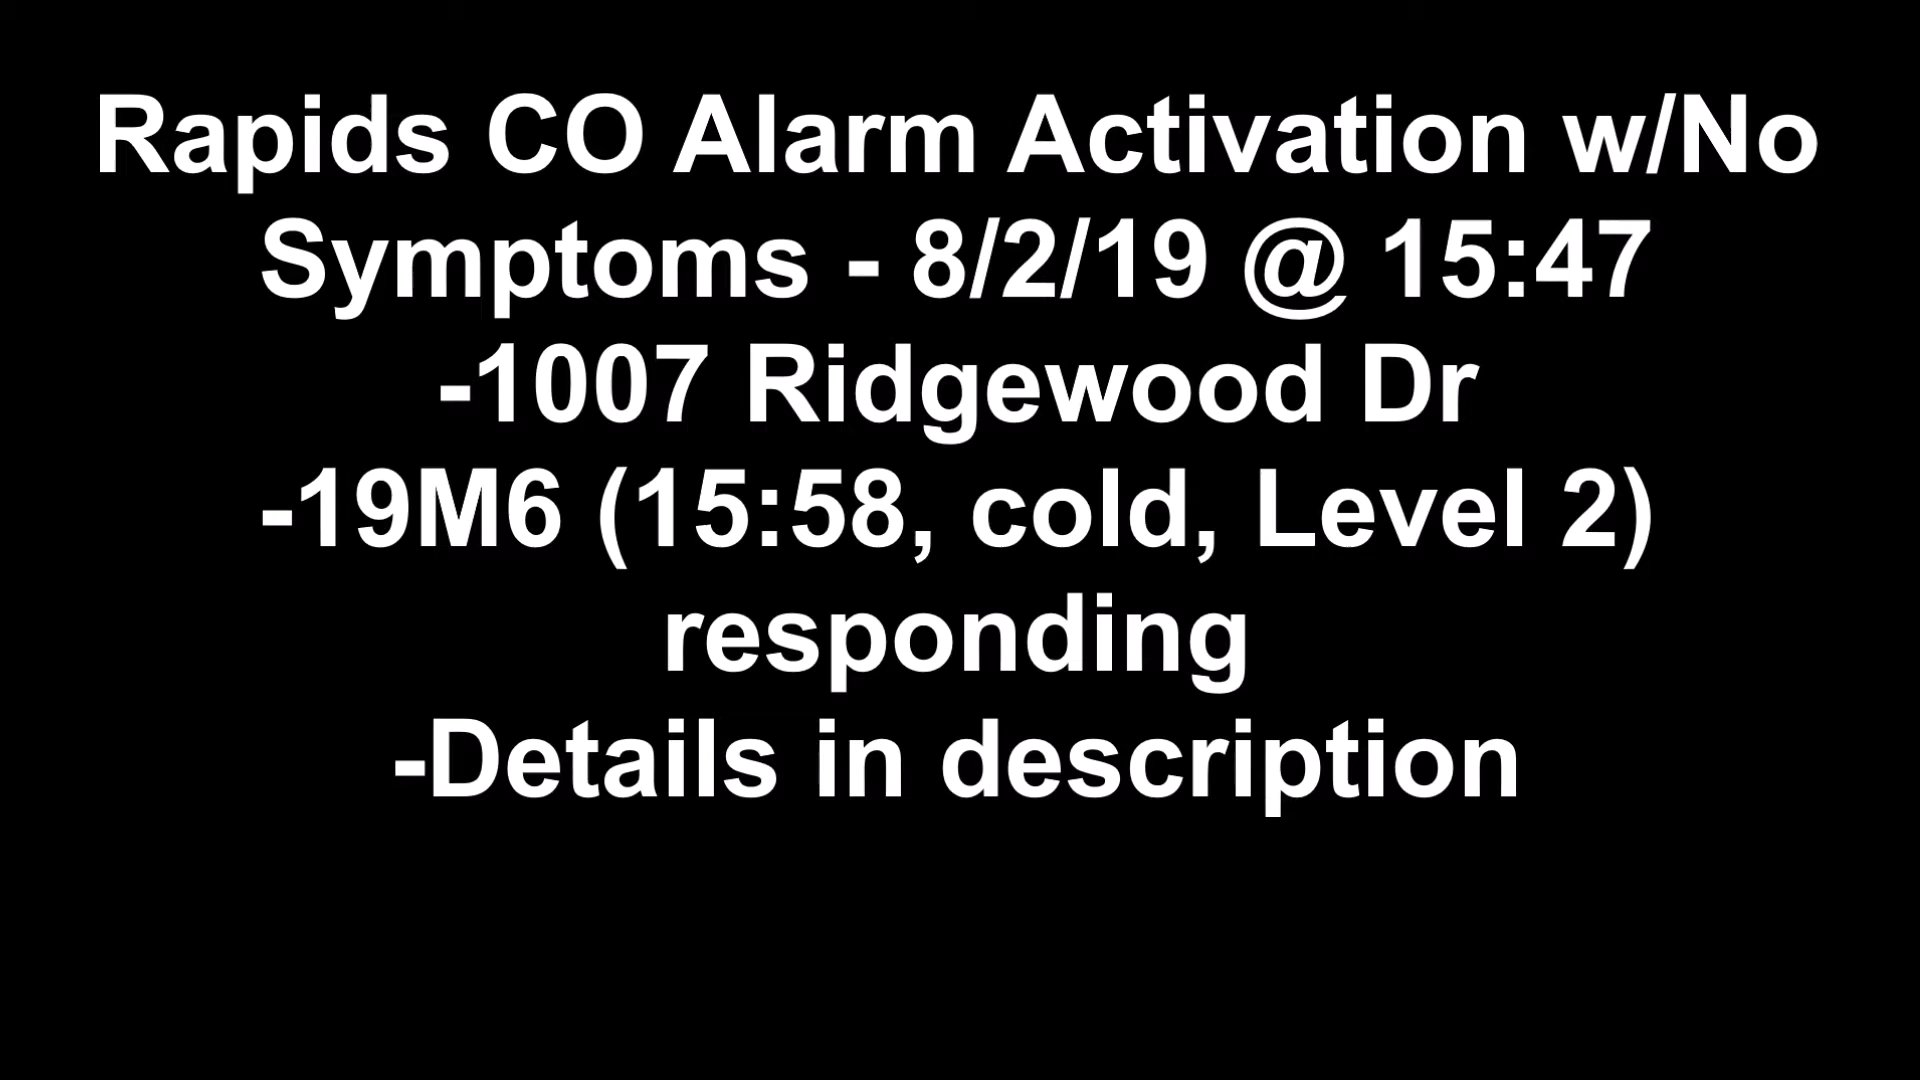 Rapids CO Alarm Activation w/No
Symptoms - 8/2/19 @ 15:47
-1007 Ridgewood Dr
-19M6 (15:58, cold, Level 2)
responding
-Details in description